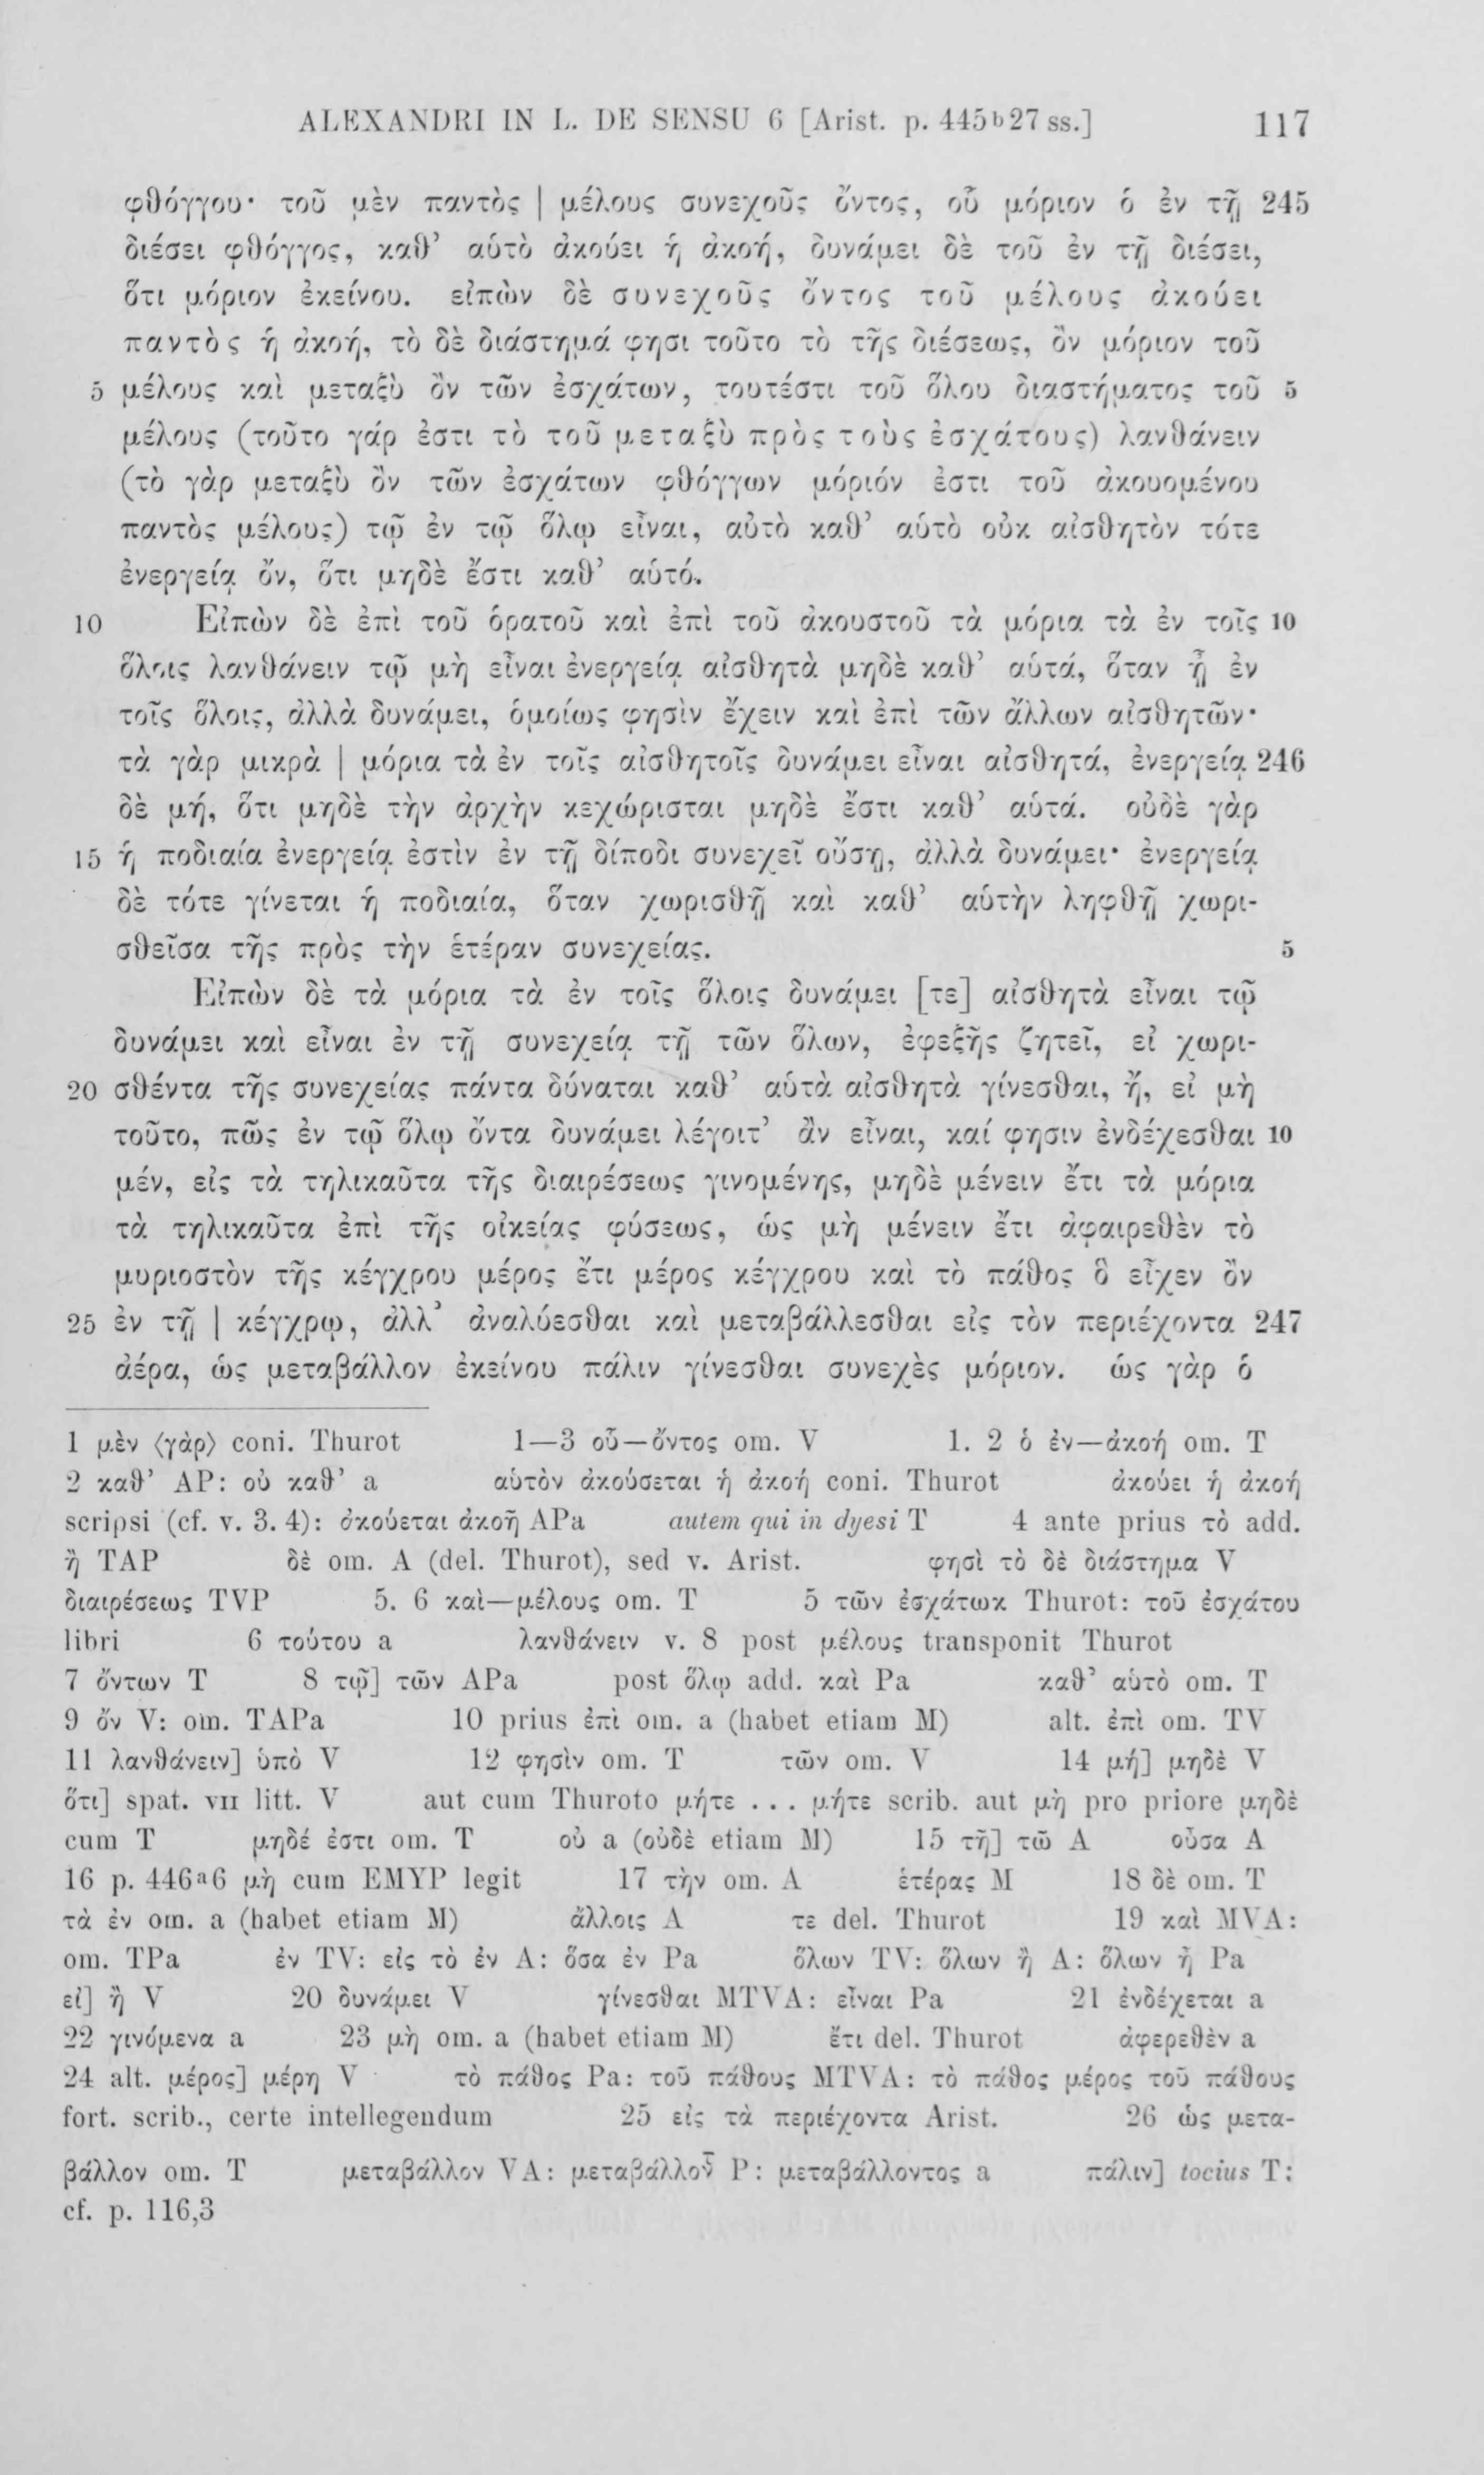 ALEXANDRI IN L. DE SENSU 6 [Arist. p. 445b27 ss.] 117
φθόγγου· τοῦ μὲν παντὸς | μέλους συνεχοῦς ὄντος, οὗ μόριον ὁ ἐν τῇ 245
διέσει φθόγγος, καθ’ αὑτὸ ἀκούει ἡ ἀκοή, δυνάμει δὲ τοῦ ἐν τῇ διέσει,
ὅτι μόριον ἐκείνου. εἰπὼν δὲ συνεχοῦς ὄντος τοῦ μέλους ἀκούει
παντὸς ἡ ἀκοή, τὸ δὲ διάστημά φησι τοῦτο τὸ τῆς διέσεως, ὂν μόριον τοῦ
5 μέλους καὶ μεταξὺ ὂν τῶν ἐσχάτων, τουτέστι τοῦ ὅλου διαστήματος τοῦ 5
μέλους (τοῦτο γάρ ἐστι τὸ τοῦ μεταξὺ πρὸς τοὺς ἐσχάτους) λανθάνειν
(τὸ γὰρ μεταξὺ ὂν τῶν ἐσχάτων φθόγγων μόριόν ἐστι τοῦ ἀκουομένου
παντὸς μέλους) τῷ ἐν τῷ ὅλῳ εἶναι, αὐτὸ καθ’ αὑτὸ οὐκ αἰσθητὸν τότε
ἐνεργείᾳ ὄν, ὅτι μηδὲ ἔστι καθ’ αὑτό.
10 Εἰπὼν δὲ ἐπὶ τοῦ ὁρατοῦ καὶ ἐπὶ τοῦ ἀκουστοῦ τὰ μόρια τὰ ἐν τοῖς 10
ὅλοις λανθάνειν τῷ μὴ εἶναι ἐνεργείᾳ αἰσθητὰ μηδὲ καθ’ αὑτά, ὅταν ᾖ ἐν
τοῖς ὅλοις, ἀλλὰ δυνάμει, ὁμοίως φησὶν ἔχειν καὶ ἐπὶ τῶν ἄλλων αἰσθητῶν·
τὰ γὰρ μικρὰ | μόρια τὰ ἐν τοῖς αἰσθητοῖς δυνάμει εἶναι αἰσθητά, ἐνεργείᾳ 246
δὲ μή, ὅτι μηδὲ τὴν ἀρχὴν κεχώρισται μηδὲ ἔστι καθ’ αὑτά. οὐδὲ γὰρ
15 ἡ ποδιαία ἐνεργείᾳ ἐστὶν ἐν τῇ δίποδι συνεχεῖ οὔσῃ, ἀλλὰ δυνάμει· ἐνεργείᾳ
δὲ τότε γίνεται ἡ ποδιαία, ὅταν χωρισθῇ καὶ καθ’ αὑτὴν ληφθῇ χωρι-
σθεῖσα τῆς πρὸς τὴν ἑτέραν συνεχείας. 5
Εἰπὼν δὲ τὰ μόρια τὰ ἐν τοῖς ὅλοις δυνάμει [τε] αἰσθητὰ εἶναι τῷ
δυνάμει καὶ εἶναι ἐν τῇ συνεχείᾳ τῇ τῶν ὅλων, ἐφεξῆς ζητεῖ, εἰ χωρι-
20 σθέντα τῆς συνεχείας πάντα δύναται καθ’ αὑτὰ αἰσθητὰ γίνεσθαι, ἤ, εἰ μὴ
τοῦτο, πῶς ἐν τῷ ὅλῳ ὄντα δυνάμει λέγοιτ’ ἂν εἶναι, καί φησιν ἐνδέχεσθαι 10
μέν, εἰς τὰ τηλικαῦτα τῆς διαιρέσεως γινομένης, μηδὲ μένειν ἔτι τὰ μόρια
τὰ τηλικαῦτα ἐπὶ τῆς οἰκείας φύσεως, ὡς μὴ μένειν ἔτι ἀφαιρεθὲν τὸ
μυριοστὸν τῆς κέγχρου μέρος ἔτι μέρος κέγχρου καὶ τὸ πάθος ὃ εἶχεν ὂν
25 ἐν τῇ | κέγχρῳ, ἀλλ’ ἀναλύεσθαι καὶ μεταβάλλεσθαι εἰς τὸν περιέχοντα 247
ἀέρα, ὡς μεταβάλλον ἐκείνου πάλιν γίνεσθαι συνεχὲς μόριον. ὡς γὰρ ὁ
1 μὲν ⟨γὰρ⟩ coni. Thurot 1—3 οὗ—ὄντος om. V 1. 2 ὁ ἐν—ἀκοή om. T
2 καθ’ AP: οὐ καθ’ a αὑτὸν ἀκούσεται ἡ ἀκοή coni. Thurot ἀκούει ἡ ἀκοή
scripsi (cf. v. 3. 4): ἀκούεται ἀκοῇ APa autem qui in dyesi T 4 ante prius τὸ add.
ἢ TAP δὲ om. A (del. Thurot), sed v. Arist. φησὶ τὸ δὲ διάστημα V
διαιρέσεως TVP 5. 6 καὶ—μέλους om. T 5 τῶν ἐσχάτωκ Thurot: τοῦ ἐσχάτου
libri 6 τούτου a λανθάνειν v. 8 post μέλους transponit Thurot
7 ὄντων T 8 τῷ] τῶν APa post ὅλῳ add. καὶ Pa καθ’ αὑτὸ om. T
9 ὄν V: om. TAPa 10 prius ἐπὶ om. a (habet etiam M) alt. ἐπὶ om. TV
11 λανθάνειν] ὑπὸ V 12 φησὶν om. T τῶν om. V 14 μή] μηδὲ V
ὅτι] spat. VII litt. V aut cum Thuroto μήτε ... μήτε scrib. aut μὴ pro priore μηδὲ
cum T μηδέ ἐστι om. T οὐ a (οὐδὲ etiam M) 15 τῇ] τῶ A οὖσα A
16 p. 446a6 μὴ cum EMYP legit 17 τὴν om. A ἑτέρας M 18 δὲ om. T
τὰ ἐν om. a (habet etiam M) ἄλλοις A τε del. Thurot 19 καὶ MVA:
om. TPa ἐν TV: εἰς τὸ ἐν A: ὅσα ἐν Pa ὅλων TV: ὅλων ἢ A: ὅλων ᾖ Pa
εἰ] ἢ V 20 δυνάμει V γίνεσθαι MTVA: εἶναι Pa 21 ἐνδέχεται a
22 γινόμενα a 23 μὴ om. a (habet etiam M) ἔτι del. Thurot ἀφερεθὲν a
24 alt. μέρος] μέρη V τὸ πάθος Pa: τοῦ πάθους MTVA: τὸ πάθος μέρος τοῦ πάθους
fort. scrib., certe intellegendum 25 εἰς τὰ περιέχοντα Arist. 26 ὡς μετα-
βάλλον om. T μεταβάλλον VA: μεταβάλλον͂ P: μεταβάλλοντος a πάλιν] tocius T:
cf. p. 116,3